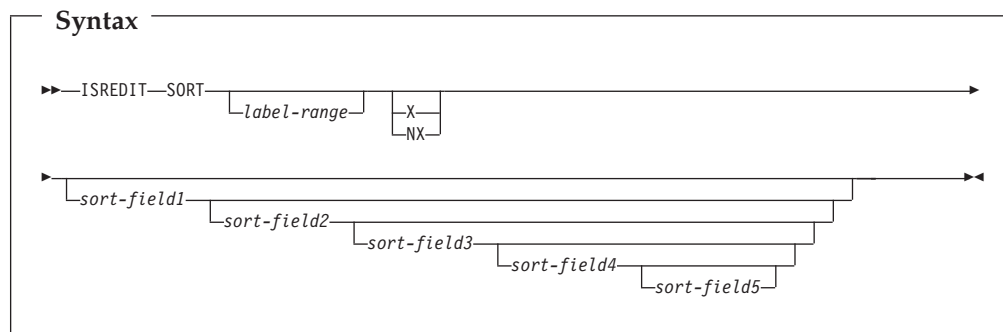 Syntax
ISREDIT SORT
label-range
X
NX
sort-field1
sort-field2
sort-field3
sort-field4
sort-field5